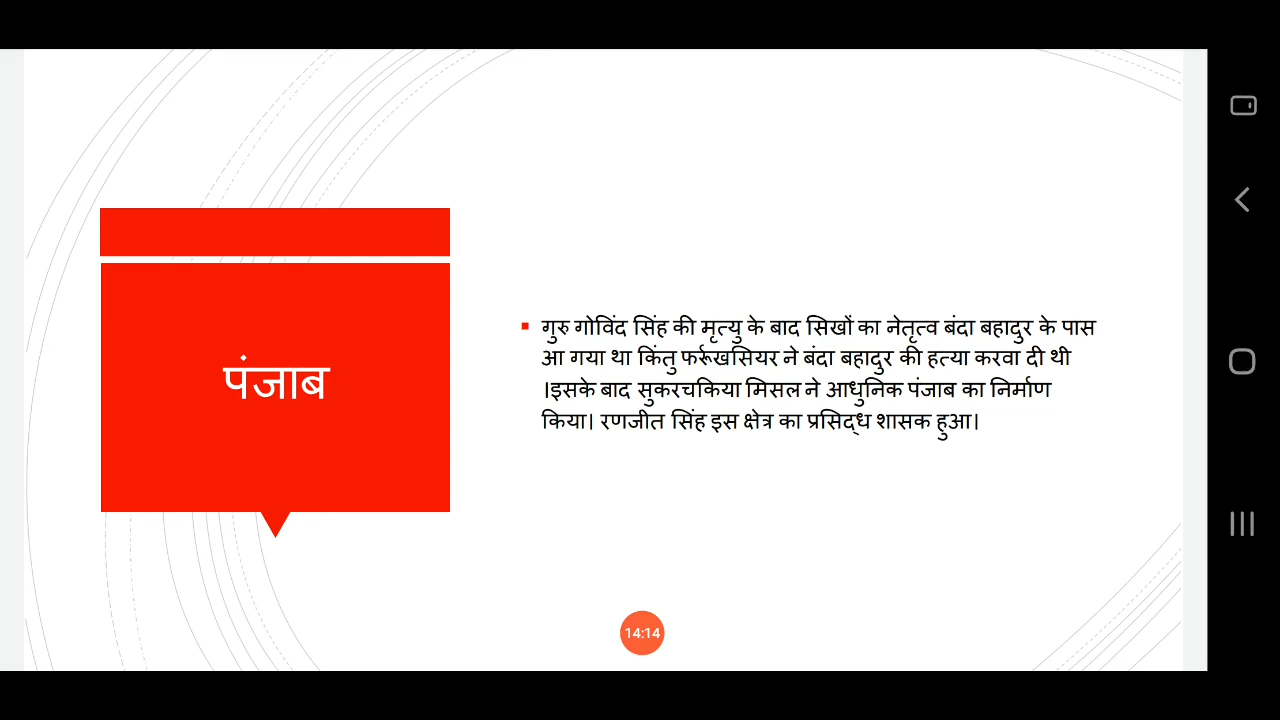 पंजाब
गुरु गोविंद सिंह की मृत्यु के बाद सिखों का नेतृत्व बंदा बहादुर के पास
आ गया था किंतु फर्रूखसियर ने बंदा बहादुर की हत्या करवा दी थी
।इसके बाद सुकरचकिया मिसल ने आधुनिक पंजाब का निर्माण
किया। रणजीत सिंह इस क्षेत्र का प्रसिद्ध शासक हुआ।
14:14